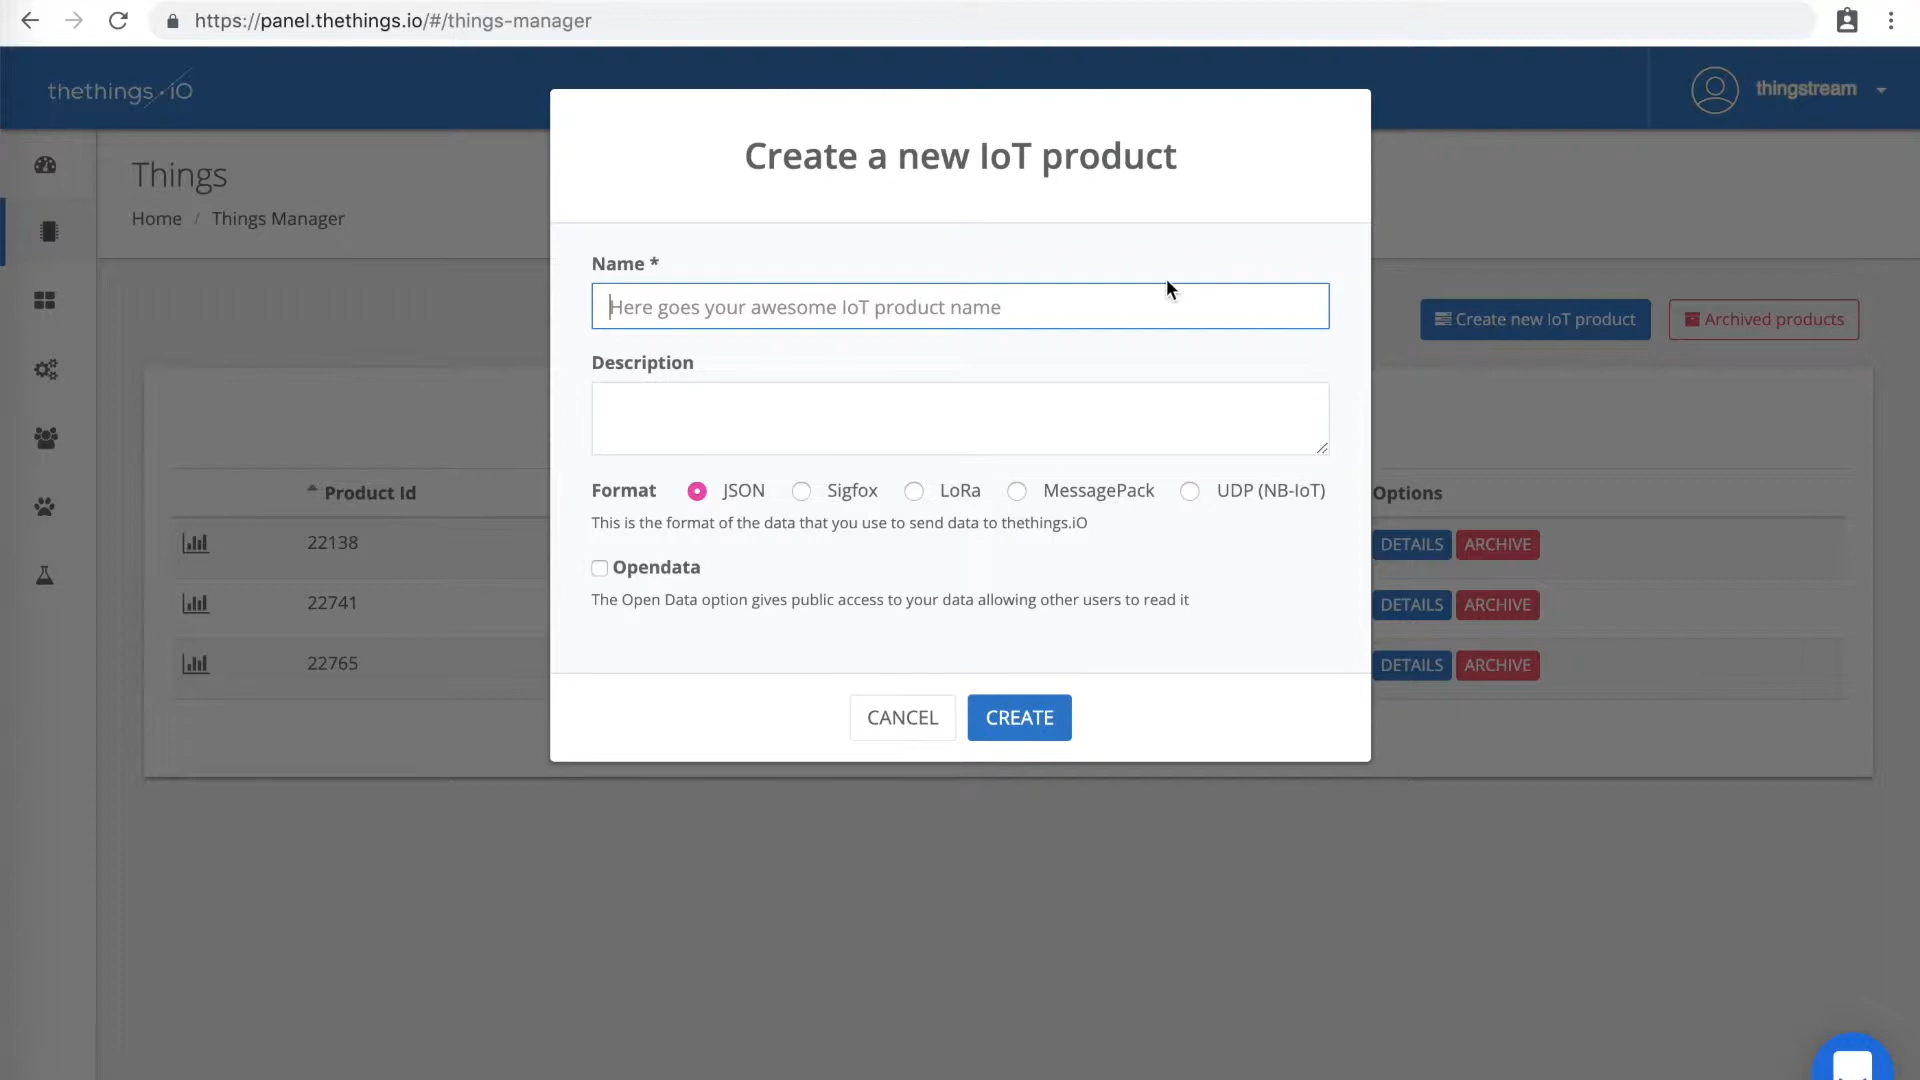 https://panel.thethings.io/#/things-manager
thethings.iO
thingstream
Things
Home / Things Manager
Create new IoT product
Archived products
Product Id
Options
22138
DETAILS ARCHIVE
22741
DETAILS ARCHIVE
22765
DETAILS ARCHIVE
Create a new IoT product
Name *
Here goes your awesome IoT product name
Description
Format JSON Sigfox LoRa MessagePack UDP (NB-IoT)
This is the format of the data that you use to send data to thethings.iO
Opendata
The Open Data option gives public access to your data allowing other users to read it
CANCEL CREATE